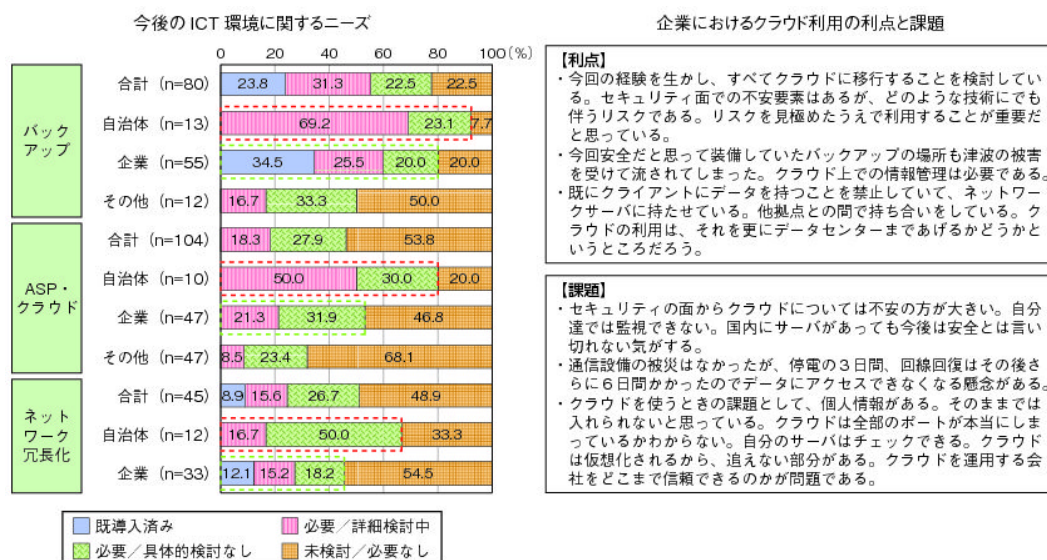 今後のICT環境に関するニーズ
0 20 40 60 80 100(%)
バック
アップ
合計 (n=80) 23.8 31.3 22.5 22.5
自治体 (n=13) 69.2 23.1 7.7
企業 (n=55) 34.5 25.5 20.0 20.0
その他 (n=12) 16.7 33.3 50.0
ASP・
クラウド
合計 (n=104) 18.3 27.9 53.8
自治体 (n=10) 50.0 30.0 20.0
企業 (n=47) 21.3 31.9 46.8
その他 (n=47) 8.5 23.4 68.1
ネット
ワーク
冗長化
合計 (n=45) 8.9 15.6 26.7 48.9
自治体 (n=12) 16.7 50.0 33.3
企業 (n=33) 12.1 15.2 18.2 54.5
既導入済み 必要/詳細検討中
必要/具体的検討なし 未検討/必要なし
企業におけるクラウド利用の利点と課題
【利点】
・今回の経験を生かし、すべてクラウドに移行することを検討してい
る。セキュリティ面での不安要素はあるが、どのような技術にでも
伴うリスクである。リスクを見極めたうえで利用することが重要だ
と思っている。
・今回安全だと思って装備していたバックアップの場所も津波の被害
を受けて流されてしまった。クラウド上での情報管理は必要である。
・既にクライアントにデータを持つことを禁止していて、ネットワー
クサーバに持たせている。他拠点との間で持ち合いをしている。ク
ラウドの利用は、それを更にデータセンターまであげるかどうかと
いうところだろう。
【課題】
・セキュリティの面からクラウドについては不安の方が大きい。自分
達では監視できない。国内にサーバがあっても今後は安全とは言い
切れない気がする。
・通信設備の被災はなかったが、停電の3日間、回線回復はその後さ
らに6日間かかったのでデータにアクセスできなくなる懸念がある。
・クラウドを使うときの課題として、個人情報がある。そのままでは
入れられないと思っている。クラウドは全部のポートが本当にしま
っているかわからない。自分のサーバはチェックできる。クラウド
は仮想化されるから、追えない部分がある。クラウドを運用する会
社をどこまで信頼できるのかが問題である。